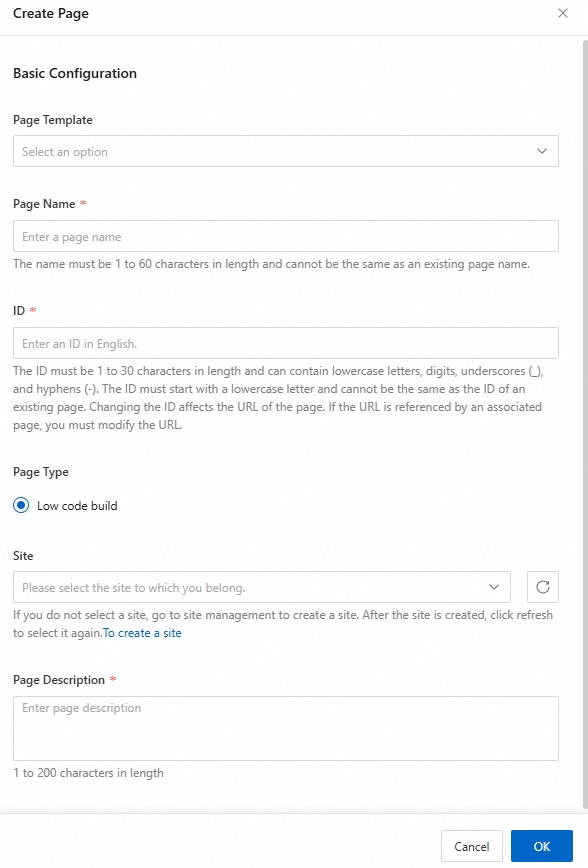 Create Page
Basic Configuration
Page Template
Select an option
Page Name *
Enter a page name
The name must be 1 to 60 characters in length and cannot be the same as an existing page name.
ID *
Enter an ID in English.
The ID must be 1 to 30 characters in length and can contain lowercase letters, digits, underscores (_),
and hyphens (-). The ID must start with a lowercase letter and cannot be the same as the ID of an
existing page. Changing the ID affects the URL of the page. If the URL is referenced by an associated
page, you must modify the URL.
Page Type
Low code build
Site
Please select the site to which you belong.
If you do not select a site, go to site management to create a site. After the site is created, click refresh
to select it again.To create a site
Page Description *
Enter page description
1 to 200 characters in length
Cancel
OK